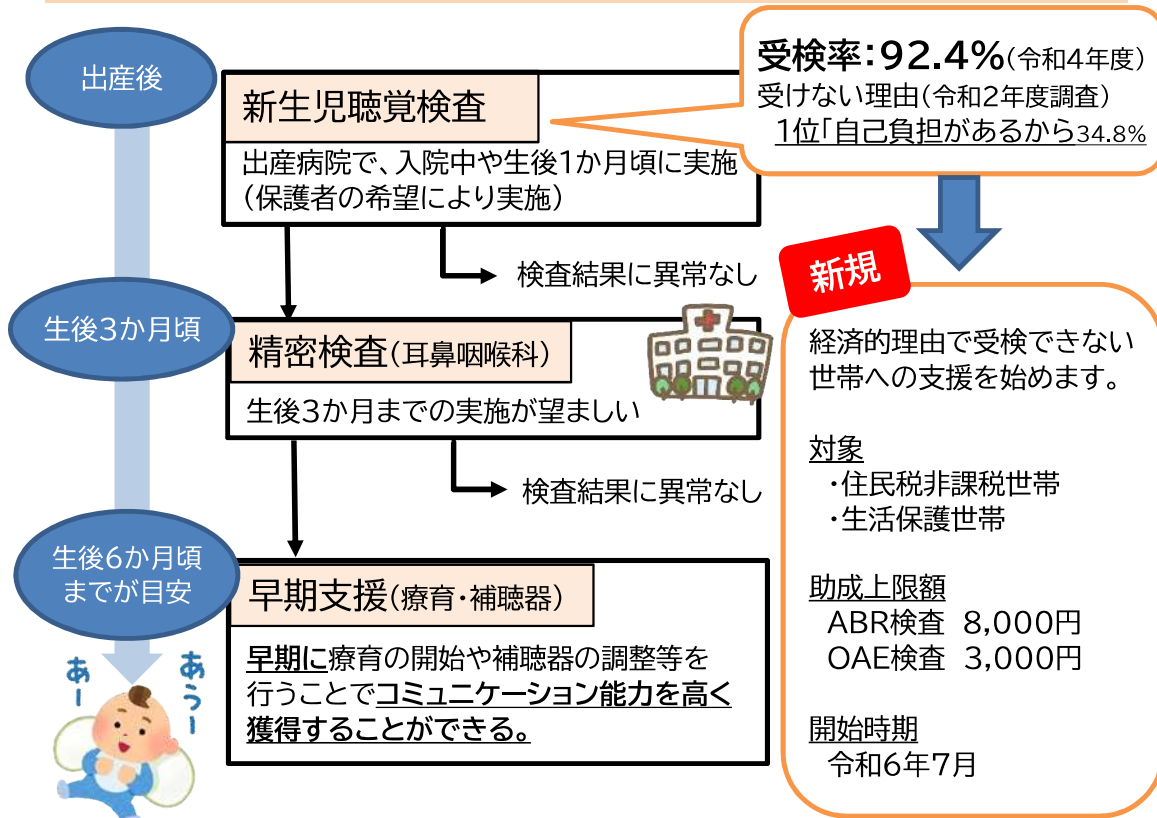 出産後
新生児聴覚検査
出産病院で、入院中や生後1か月頃に実施
(保護者の希望により実施)
検査結果に異常なし
受検率:92.4%(令和4年度)
受けない理由(令和2年度調査)
1位「自己負担があるから34.8%
生後3か月頃
精密検査(耳鼻咽喉科)
生後3か月までの実施が望ましい
検査結果に異常なし
生後6か月頃
までが目安
早期支援(療育・補聴器)
早期に療育の開始や補聴器の調整等を
行うことでコミュニケーション能力を高く
獲得することができる。
あー
あうー
新規
経済的理由で受検できない
世帯への支援を始めます。
対象
・住民税非課税世帯
・生活保護世帯
助成上限額
ABR検査 8,000円
OAE検査 3,000円
開始時期
令和6年7月